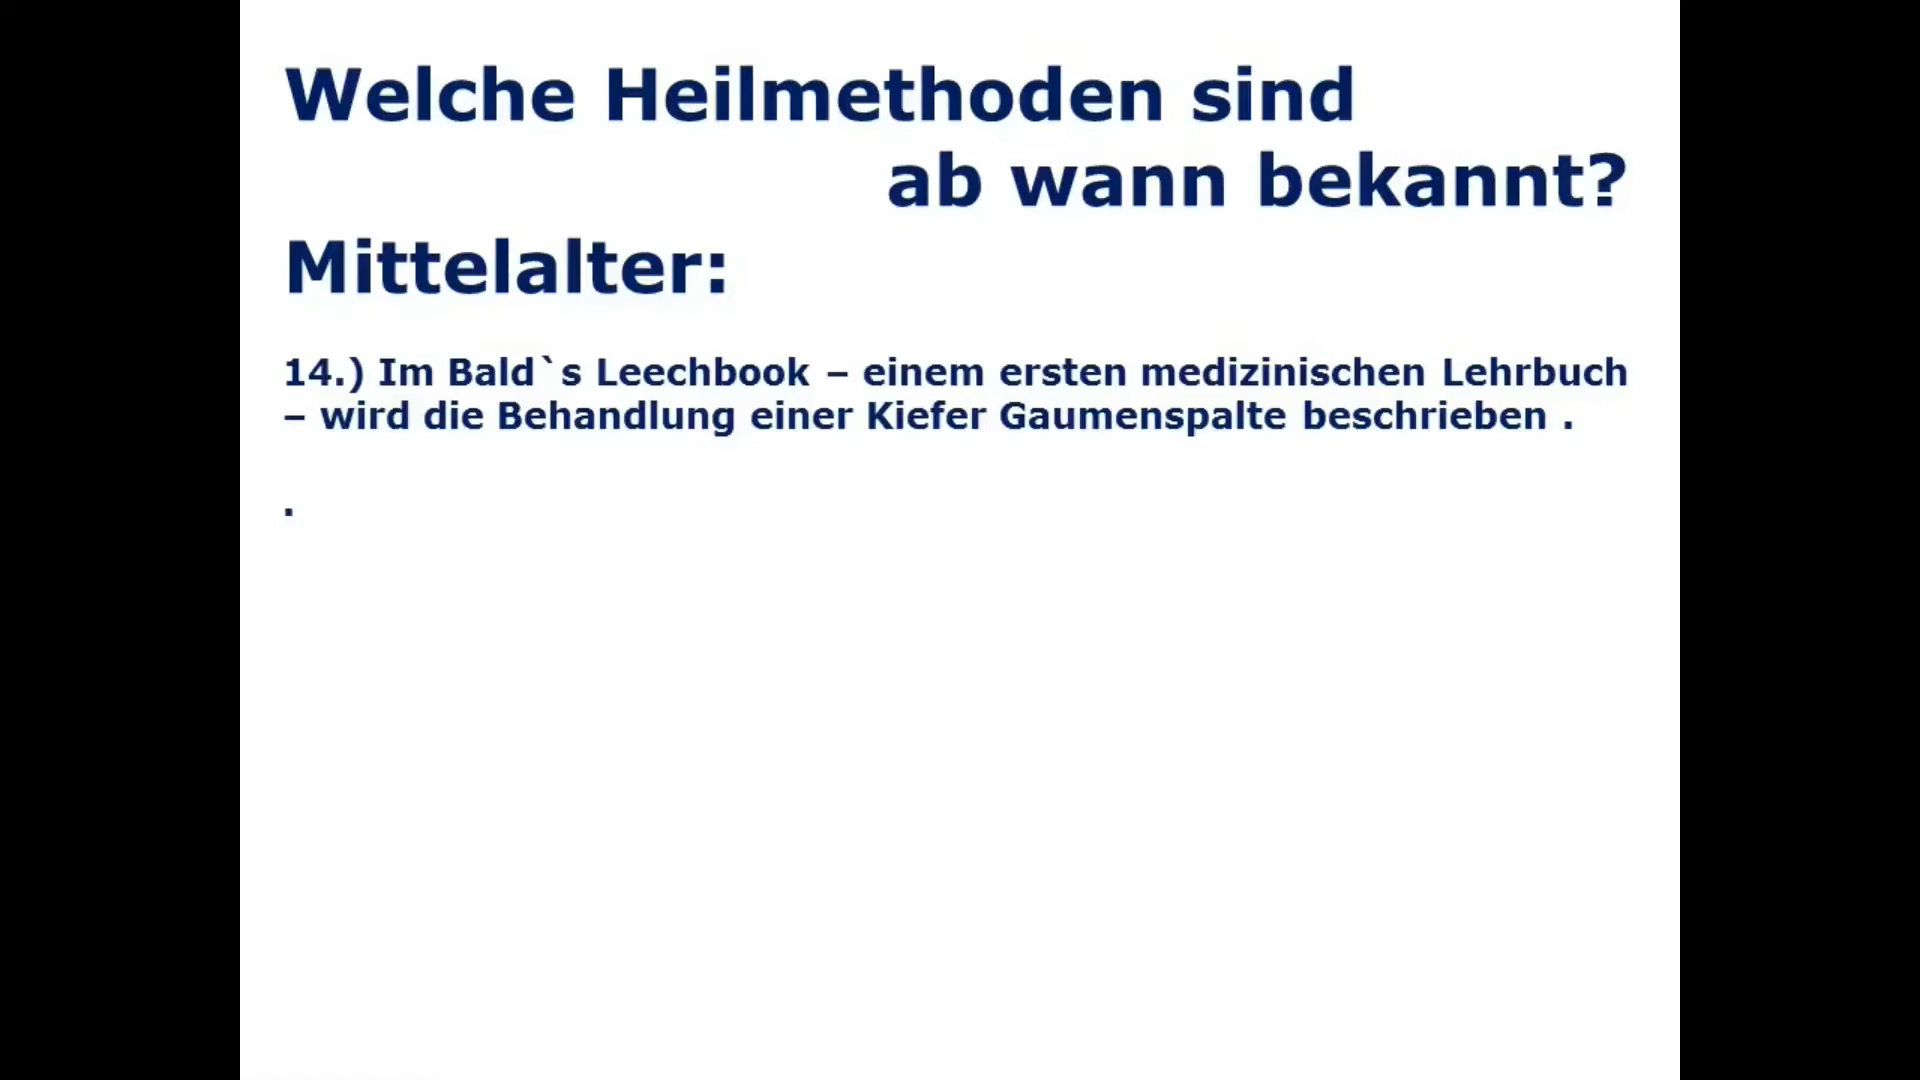 Welche Heilmethoden sind
ab wann bekannt?
Mittelalter:
14.) Im Bald`s Leechbook – einem ersten medizinischen Lehrbuch
– wird die Behandlung einer Kiefer Gaumenspalte beschrieben .
.